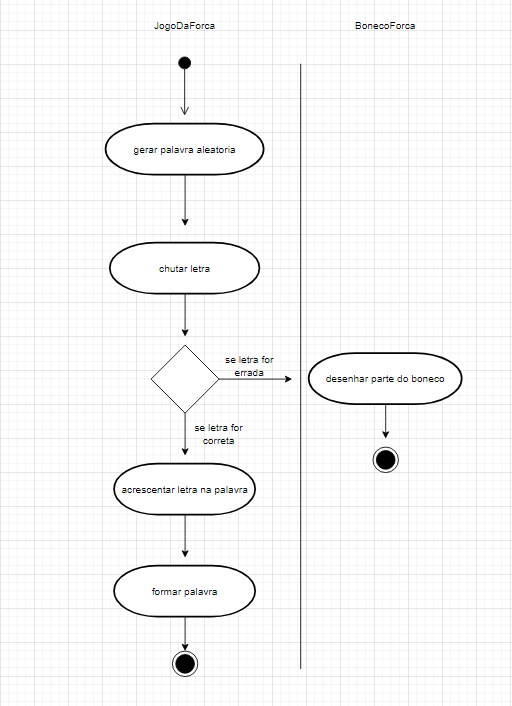 JogoDaForca
BonecoForca
gerar palavra aleatoria
chutar letra
se letra for
errada
desenhar parte do boneco
se letra for
correta
acrescentar letra na palavra
formar palavra